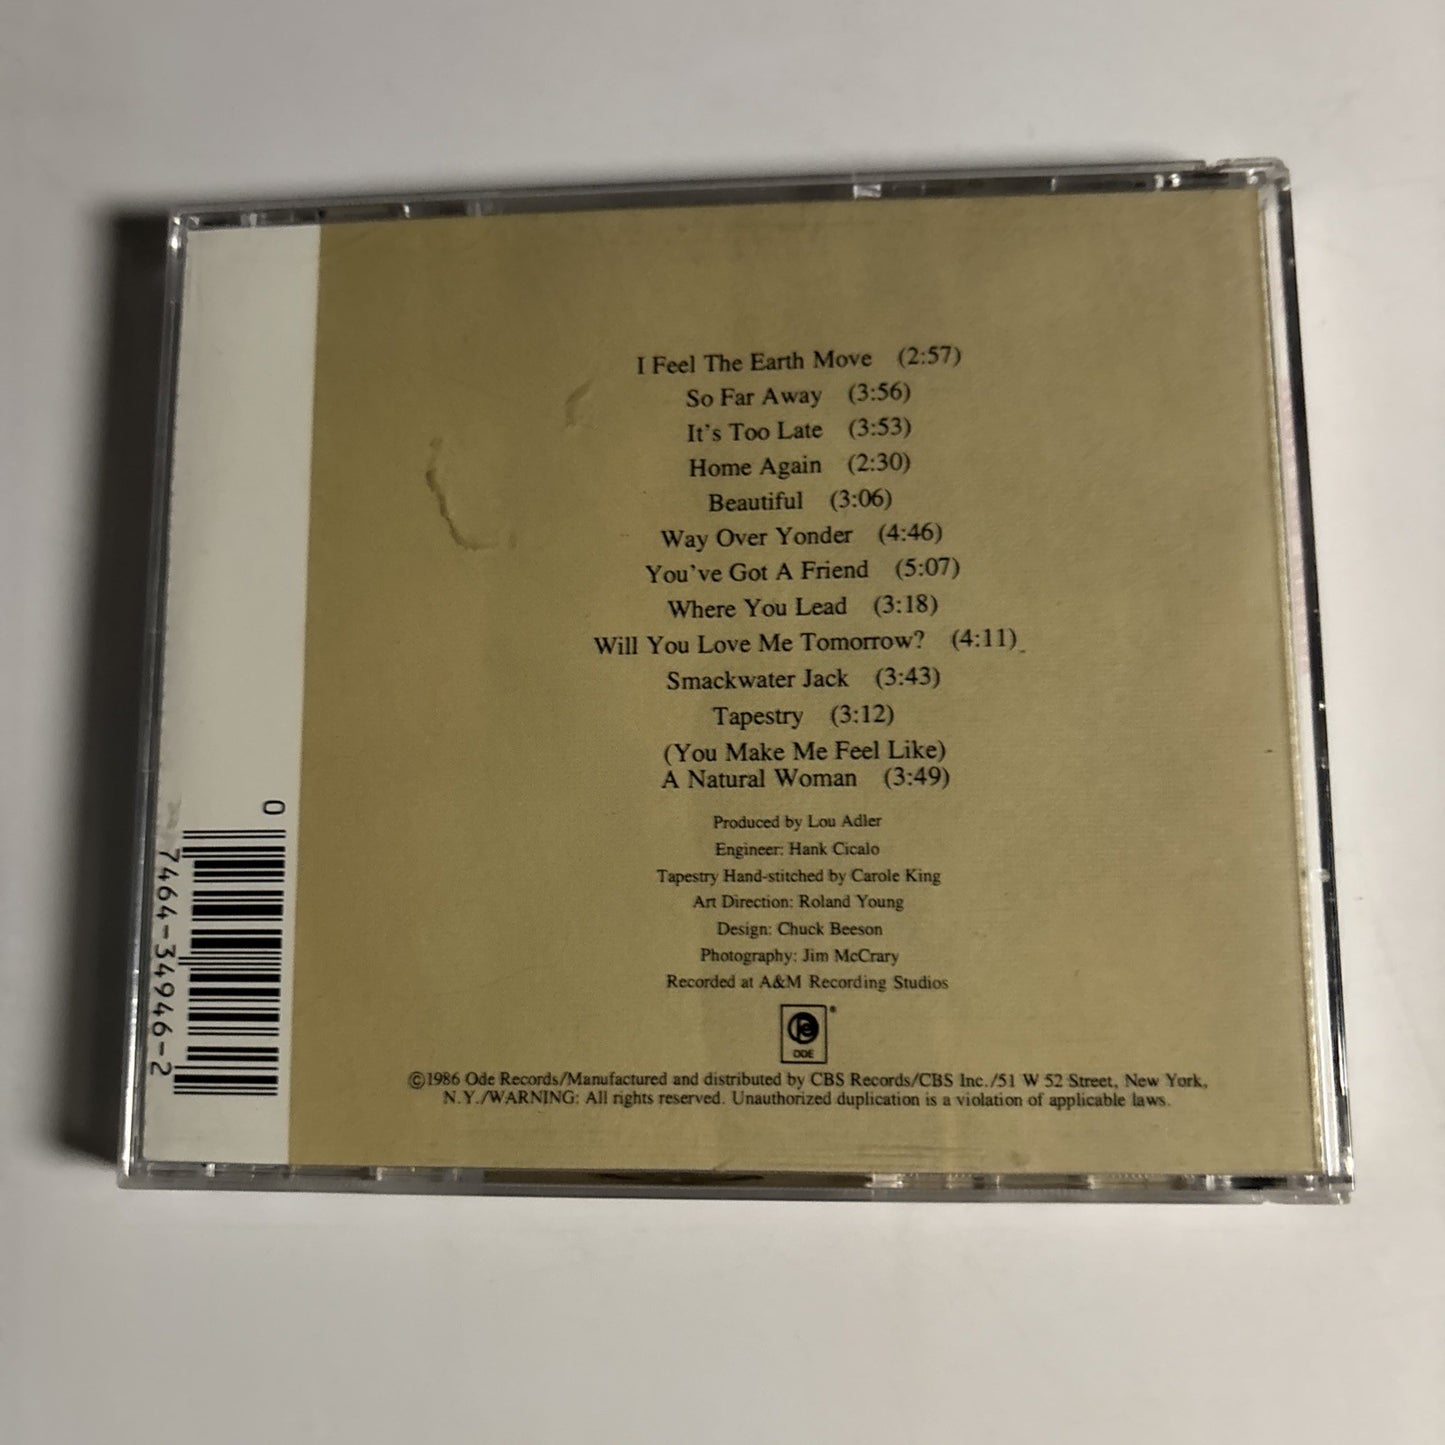 I Feel The Earth Move (2:57)
So Far Away (3:56)
It's Too Late (3:53)
Home Again (2:30)
Beautiful (3:06)
Way Over Yonder (4:46)
You've Got A Friend (5:07)
Where You Lead (3:18)
Will You Love Me Tomorrow? (4:11)
Smackwater Jack (3:43)
Tapestry (3:12)
(You Make Me Feel Like)
A Natural Woman (3:49)
Produced by Lou Adler
Engineer: Hank Cicalo
Tapestry Hand-stitched by Carole King
Art Direction: Roland Young
Design: Chuck Beeson
Photography: Jim McCrary
Recorded at A&M Recording Studios
ODE ®
©1986 Ode Records/Manufactured and distributed by CBS Records/CBS Inc./51 W 52 Street, New York,
N.Y./WARNING: All rights reserved. Unauthorized duplication is a violation of applicable laws.
0
7464-34946-2